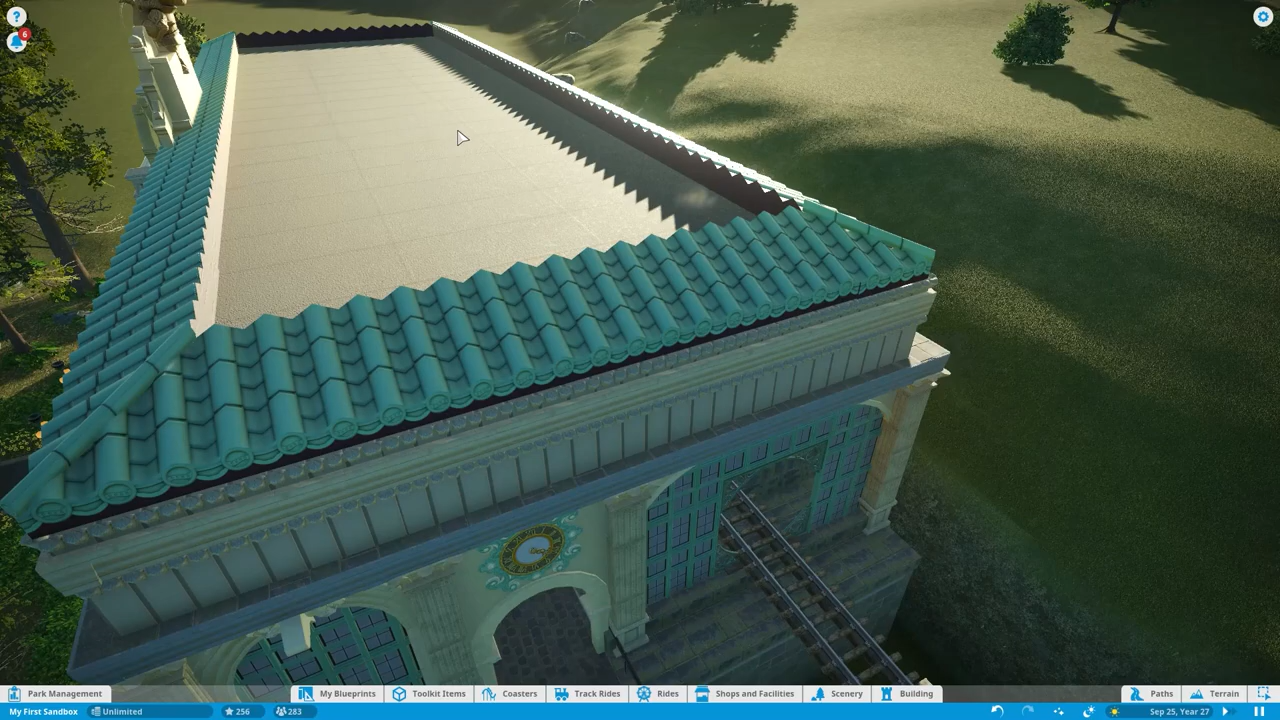 6
Park Management
My Blueprints
Toolkit Items
Coasters
Track Rides
Rides
Shops and Facilities
Scenery
Building
Paths
Terrain
My First Sandbox
Unlimited
256
283
Sep 25, Year 27